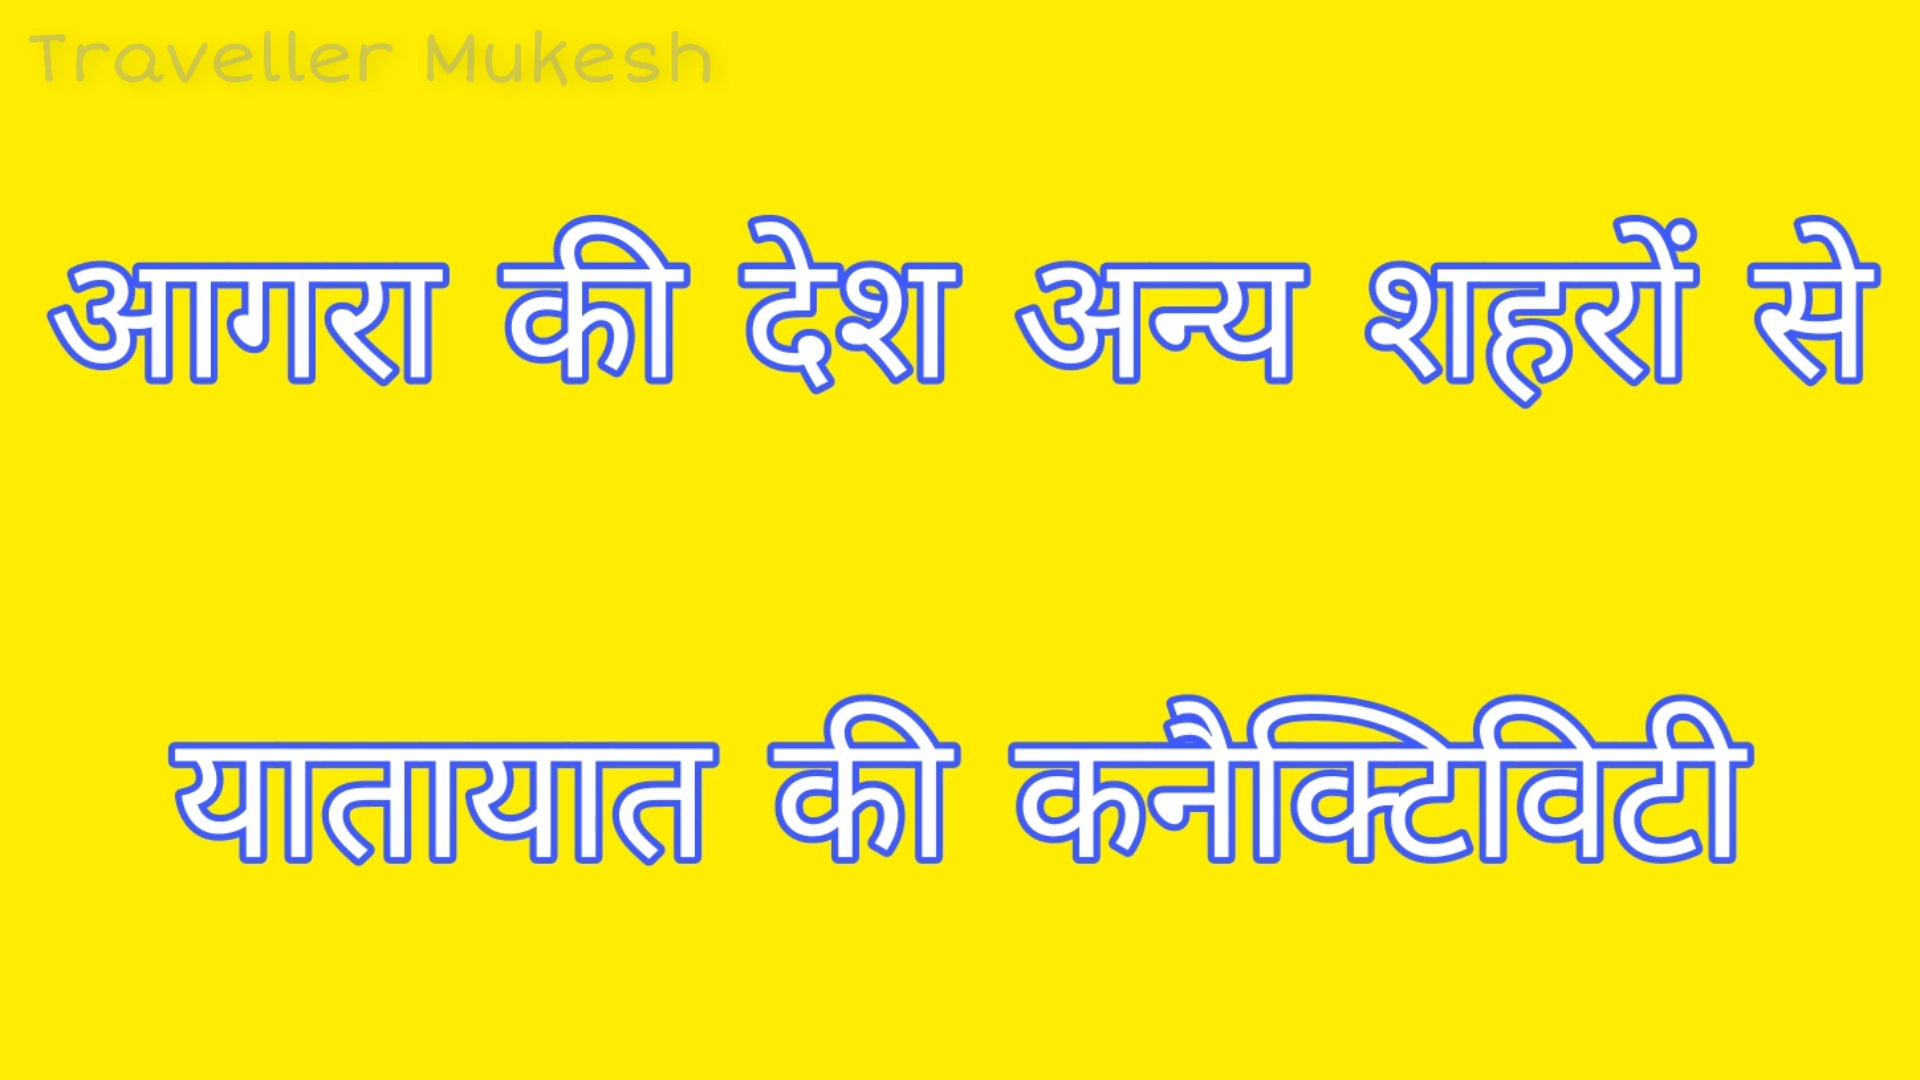 Traveller Mukesh
आगरा की देश अन्य शहरों से
यातायात की कनैक्टिविटी